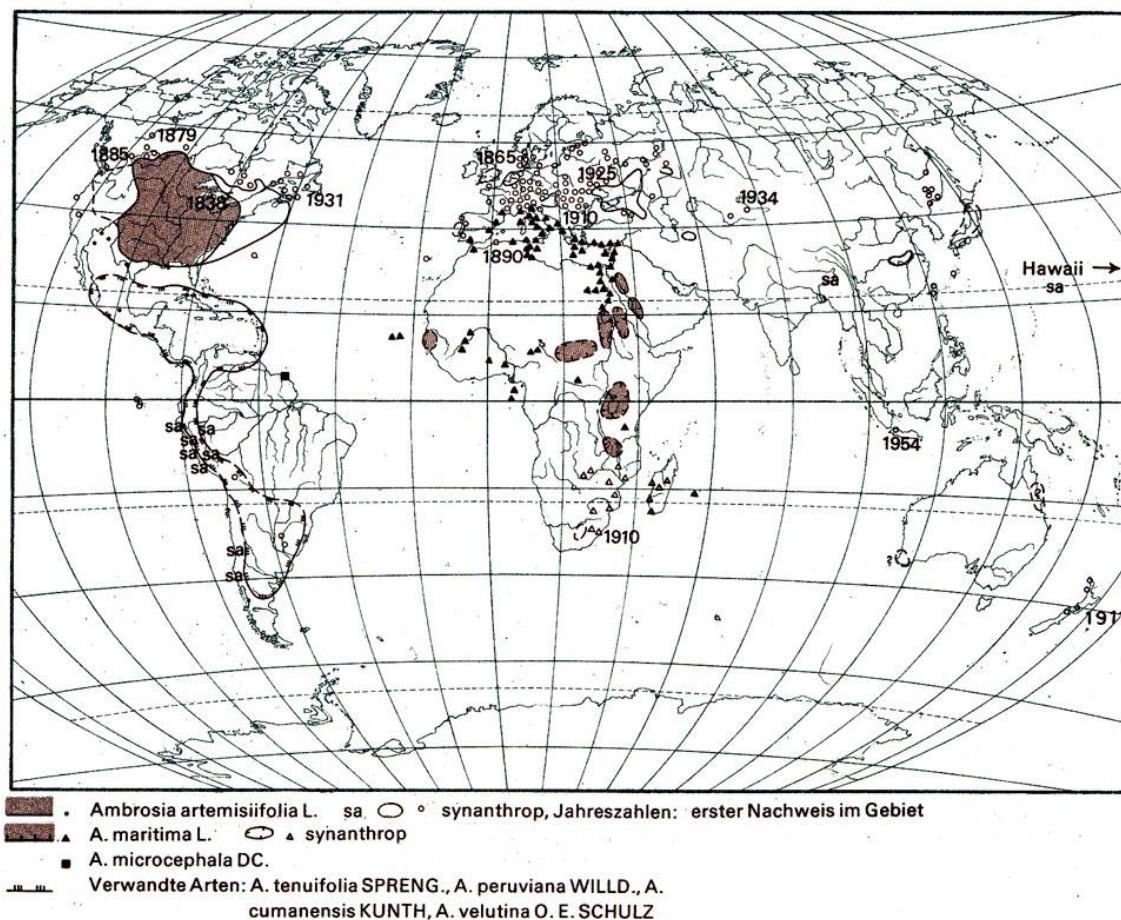 1879
1885
1865
1925
1838
1931
1934
1910
1890
Hawaii
sa
sa
sa
sa
sa
sa
sa
sa
1954
1910
sa
sa
191
Ambrosia artemisiifolia L. sa synanthrop, Jahreszahlen: erster Nachweis im Gebiet
A. maritima L. synanthrop
A. microcephala DC.
Verwandte Arten: A. tenuifolia SPRENG., A. peruviana WILLD., A.
cumanensis KUNTH, A. velutina O. E. SCHULZ